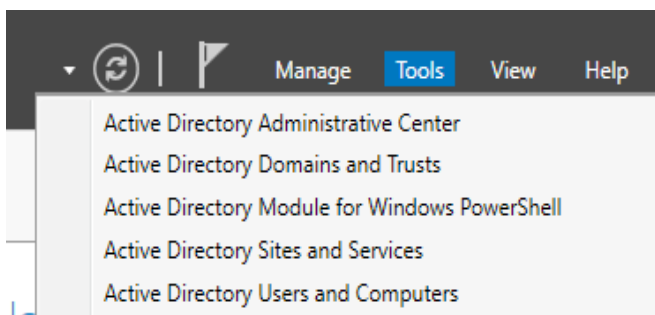 Manage Tools View Help
Active Directory Administrative Center
Active Directory Domains and Trusts
Active Directory Module for Windows PowerShell
Active Directory Sites and Services
Active Directory Users and Computers